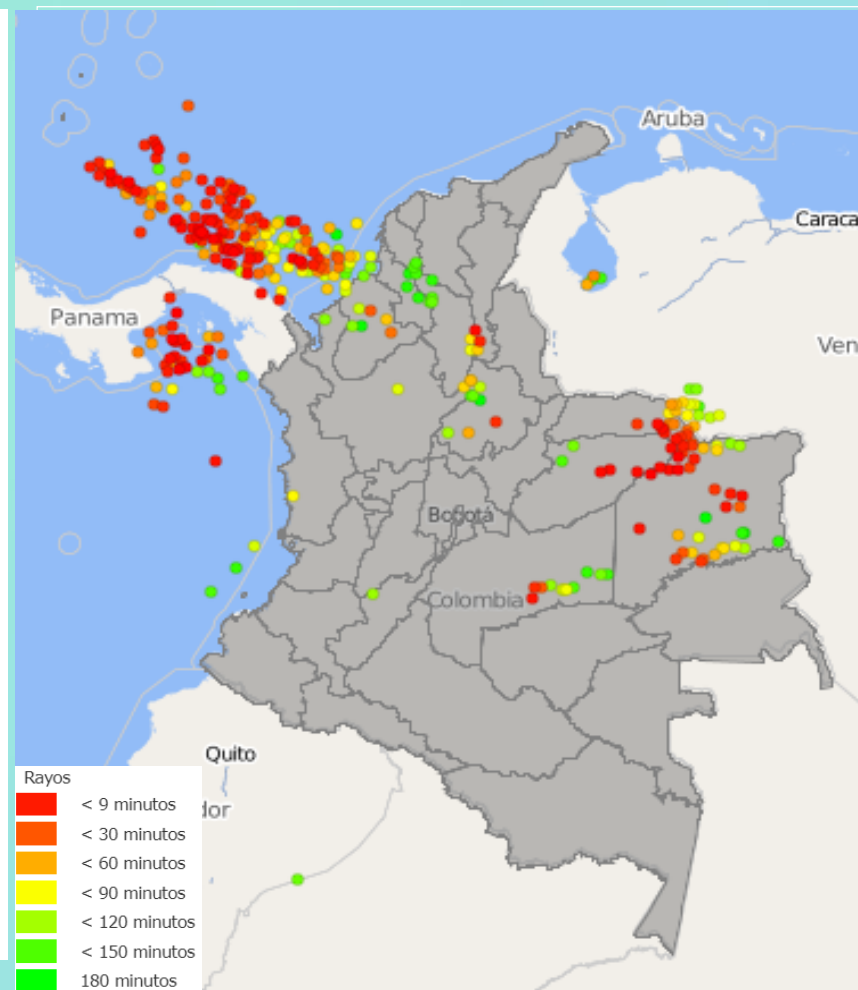 Aruba
Caraca
Panama
Ven
Bogotá
Colombia
Quito
dor
Rayos
< 9 minutos
< 30 minutos
< 60 minutos
< 90 minutos
< 120 minutos
< 150 minutos
180 minutos